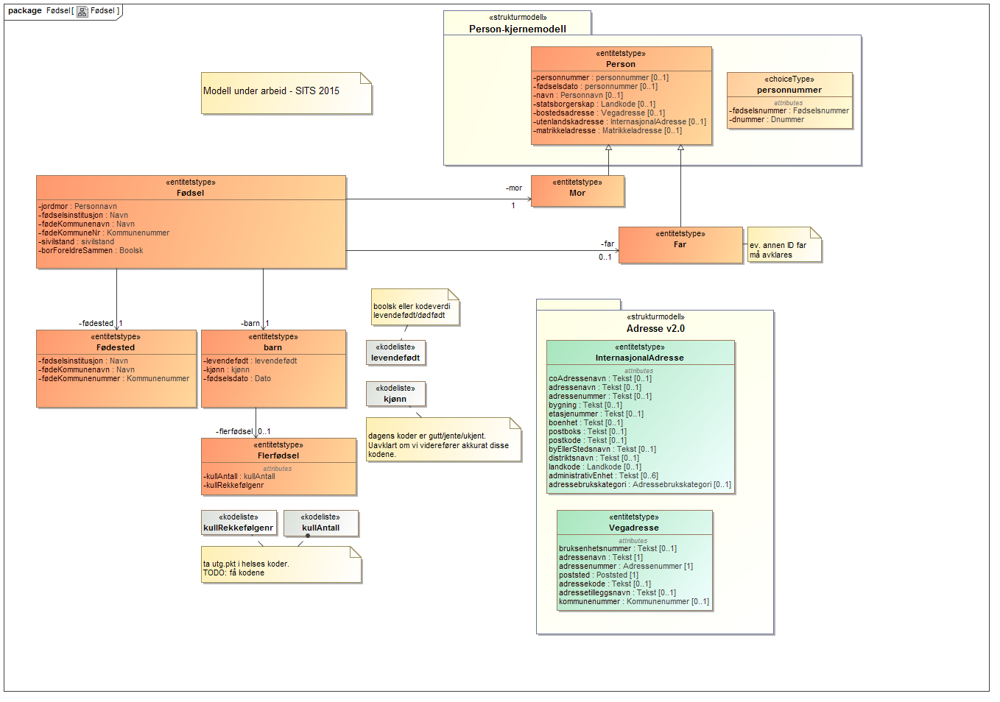 package Fødsel[ Fødsel ]
«strukturmodell»
Person-kjernemodell
«entitetstype»
Person
-personnummer : personnummer [0..1]
-fødselsdato : personnummer [0..1]
-navn : Personnavn [0..1]
-statsborgerskap : Landkode [0..1]
-bostedsadresse : Vegadresse [0..1]
-utenlandskadresse : InternasjonalAdresse [0..1]
-matrikkeladresse : Matrikkeladresse [0..1]
«choiceType»
personnummer
attributes
-fødselsnummer : Fødselsnummer
-dnummer : Dnummer
Modell under arbeid - SITS 2015
«entitetstype»
Fødsel
-jordmor : Personnavn
-fødselsinstitusjon : Navn
-fødeKommunenavn : Navn
-fødeKommuneNr : Kommunenummer
-sivilstand : sivilstand
-borForeldreSammen : Boolsk
-mor
1
«entitetstype»
Mor
-far
0..1
«entitetstype»
Far
ev. annen ID far
må avklares
-fødested 1
«entitetstype»
Fødested
-fødselsinstitusjon : Navn
-fødeKommunenavn : Navn
-fødeKommunenummer : Kommunenummer
-barn 1
«entitetstype»
barn
-levendefødt : levendefødt
-kjønn : kjønn
-fødselsdato : Dato
boolsk eller kodeverdi
levendefødt/dødfødt
«kodeliste»
levendefødt
«kodeliste»
kjønn
dagens koder er gutt/jente/ukjent.
Uavklart om vi viderefører akkurat disse
kodene.
-flerfødsel 0..1
«entitetstype»
Flerfødsel
attributes
-kullAntall : kullAntall
-kullRekkefølgenr
«kodeliste»
kullRekkefølgenr
«kodeliste»
kullAntall
ta utg.pkt i helses koder.
TODO: få kodene
«strukturmodell»
Adresse v2.0
«entitetstype»
InternasjonalAdresse
attributes
coAdressenavn : Tekst [0..1]
adressenavn : Tekst [0..1]
adressenummer : Tekst [0..1]
bygning : Tekst [0..1]
etasjenummer : Tekst [0..1]
boenhet : Tekst [0..1]
postboks : Tekst [0..1]
postkode : Tekst [0..1]
byEllerStedsnavn : Tekst [0..1]
distriktsnavn : Tekst [0..1]
landkode : Landkode [0..1]
administrativEnhet : Tekst [0..6]
adressebrukskategori : Adressebrukskategori [0..1]
«entitetstype»
Vegadresse
attributes
bruksenhetsnummer : Tekst [0..1]
adressenavn : Tekst [1]
adressenummer : Adressenummer [1]
poststed : Poststed [1]
adressekode : Tekst [0..1]
adressetilleggsnavn : Tekst [0..1]
kommunenummer : Kommunenummer [0..1]